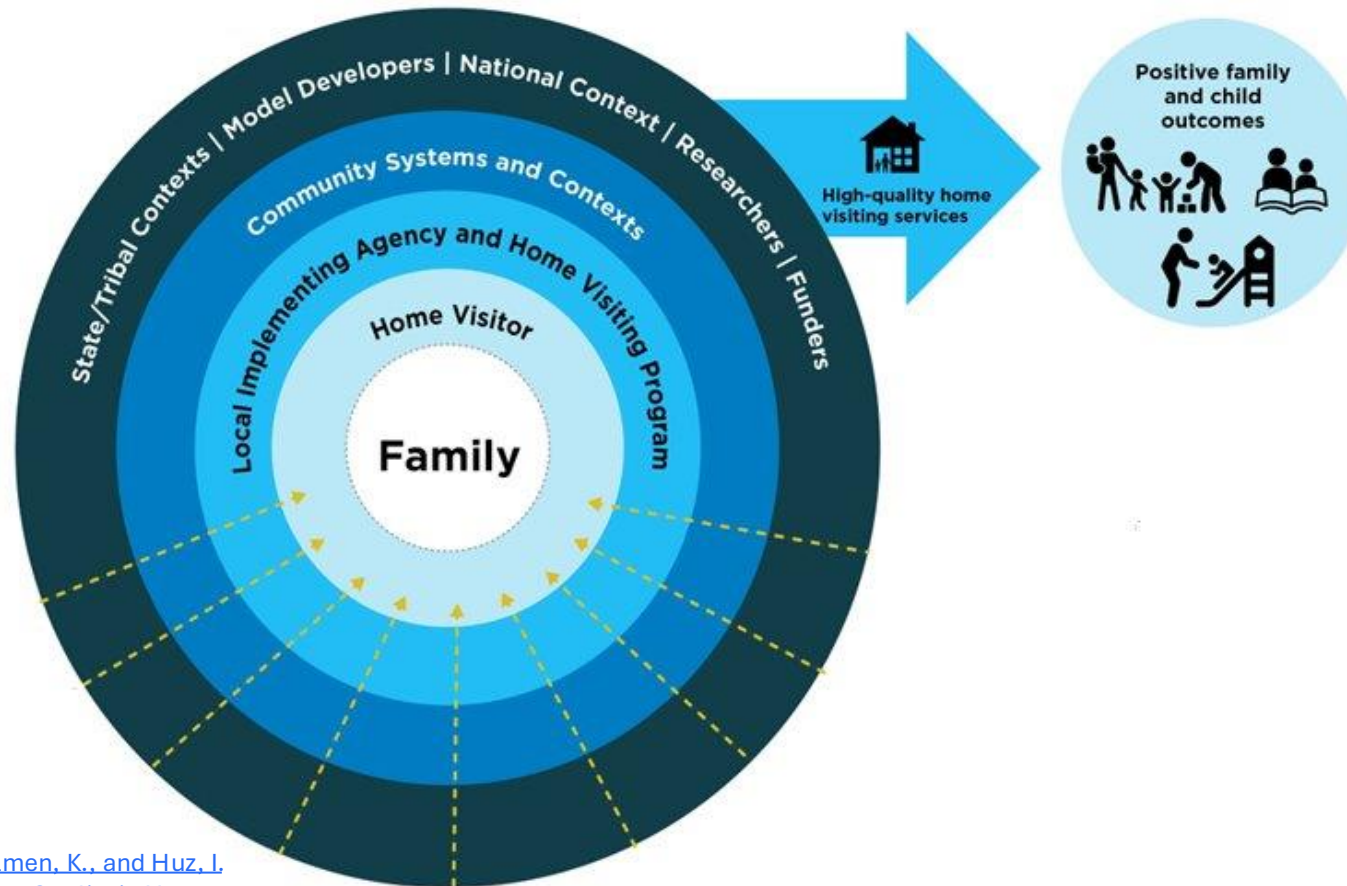 State/Tribal Contexts | Model Developers | National Context | Researchers | Funders
Community Systems and Contexts
Local Implementing Agency and Home Visiting Program
Home Visitor
Family
High-quality home
visiting services
Positive family
and child
outcomes
K., and Huz, I.